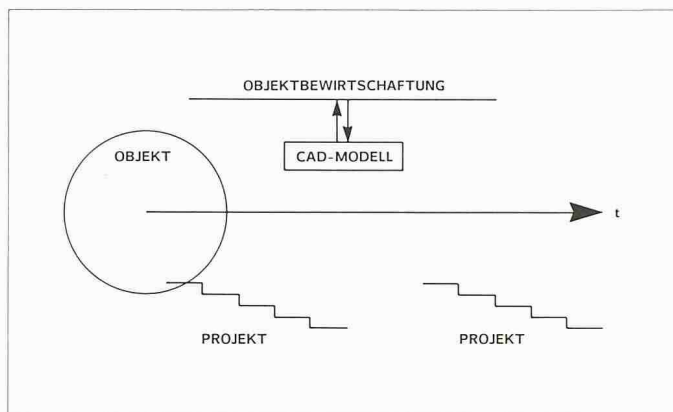 OBJEKTBEWIRTSCHAFTUNG
OBJEKT
CAD-MODELL
t
PROJEKT
PROJEKT